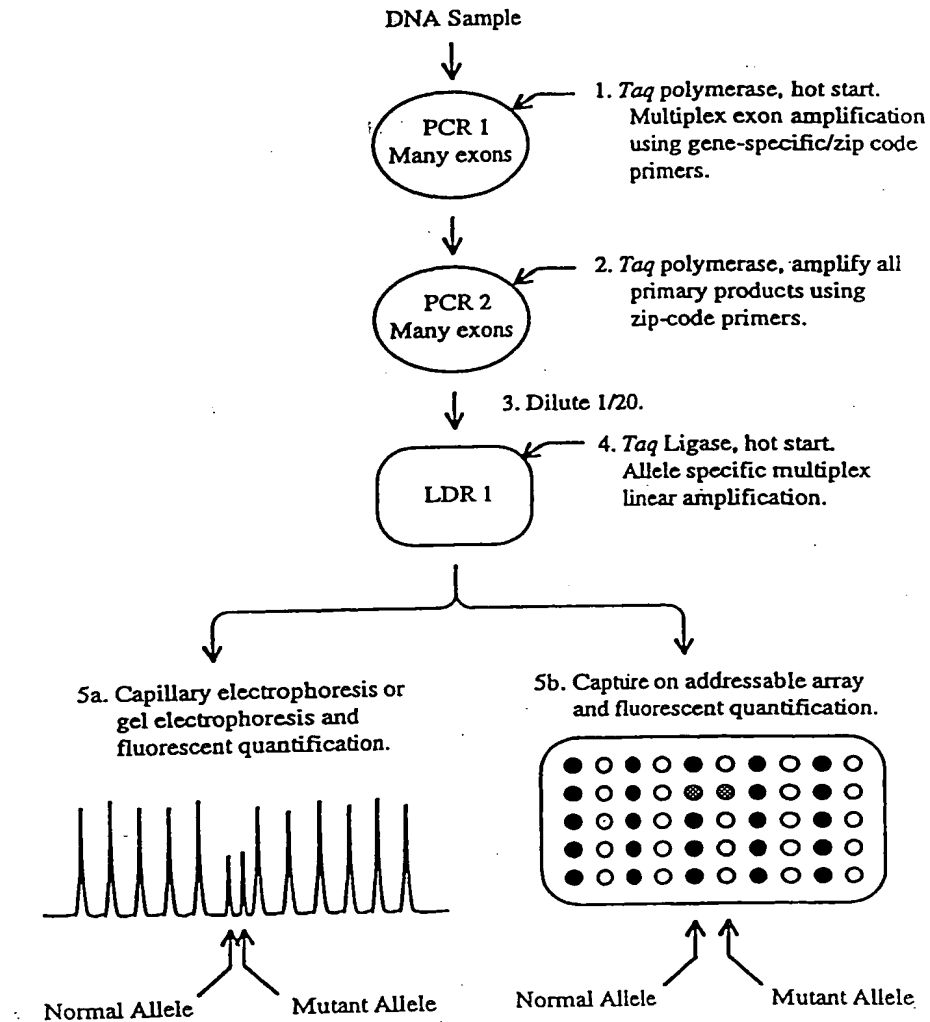 DNA Sample
PCR 1
Many exons
1. Taq polymerase, hot start.
Multiplex exon amplification
using gene-specific/zip code
primers.
PCR 2
Many exons
2. Taq polymerase, amplify all
primary products using
zip-code primers.
3. Dilute 1/20.
LDR 1
4. Taq Ligase, hot start.
Allele specific multiplex
linear amplification.
5a. Capillary electrophoresis or
gel electrophoresis and
fluorescent quantification.
5b. Capture on addressable array
and fluorescent quantification.
Normal Allele
Mutant Allele
Normal Allele
Mutant Allele